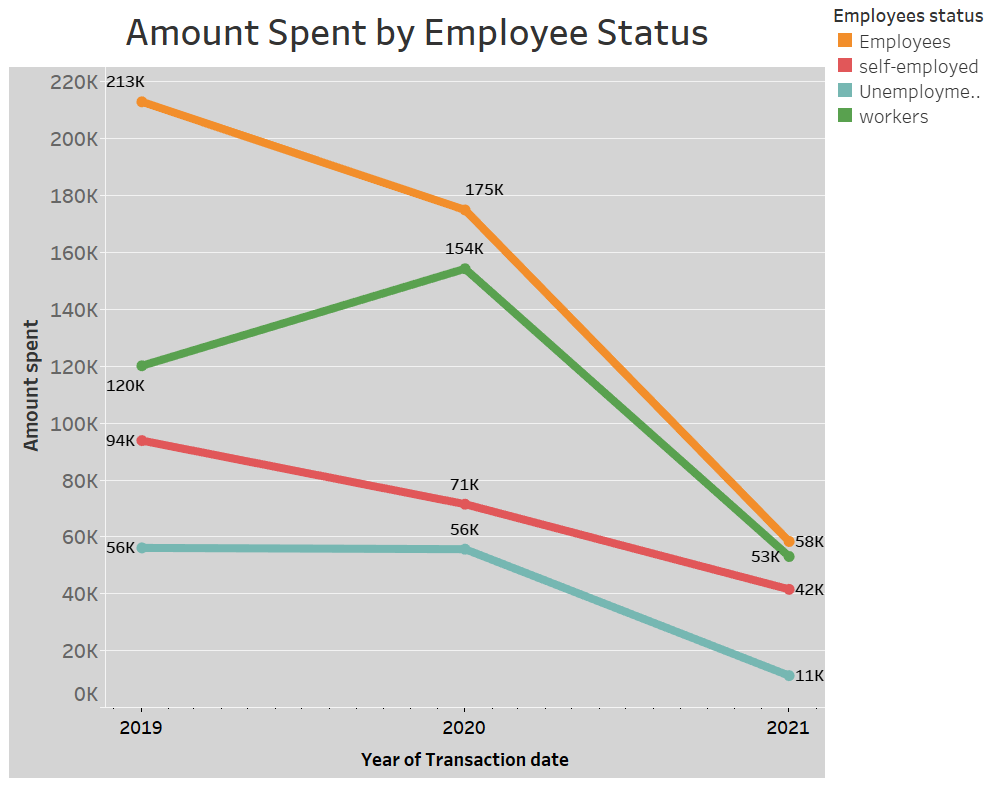 Amount Spent by Employee Status
Employees status
Employees
self-employed
Unemployme..
workers
Amount spent
220K
200K
180K
160K
140K
120K
100K
80K
60K
40K
20K
0K
213K
175K
154K
120K
94K
71K
56K
56K
58K
53K
42K
11K
2019
2020
2021
Year of Transaction date